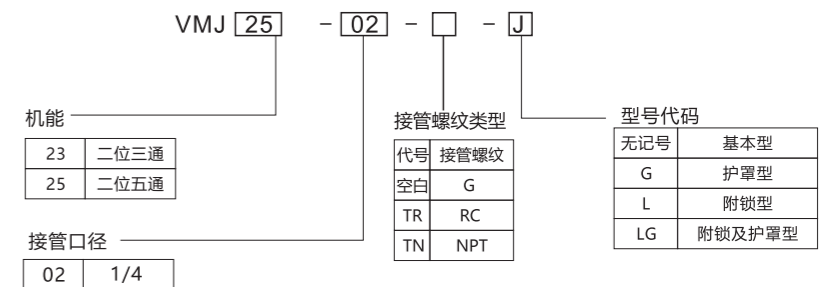 VMJ 25 - 02 - □ - J
机能
23 二位三通
25 二位五通
接管口径
02 1/4
接管螺纹类型
代号 接管螺纹
空白 G
TR RC
TN NPT
型号代码
无记号 基本型
G 护罩型
L 附锁型
LG 附锁及护罩型